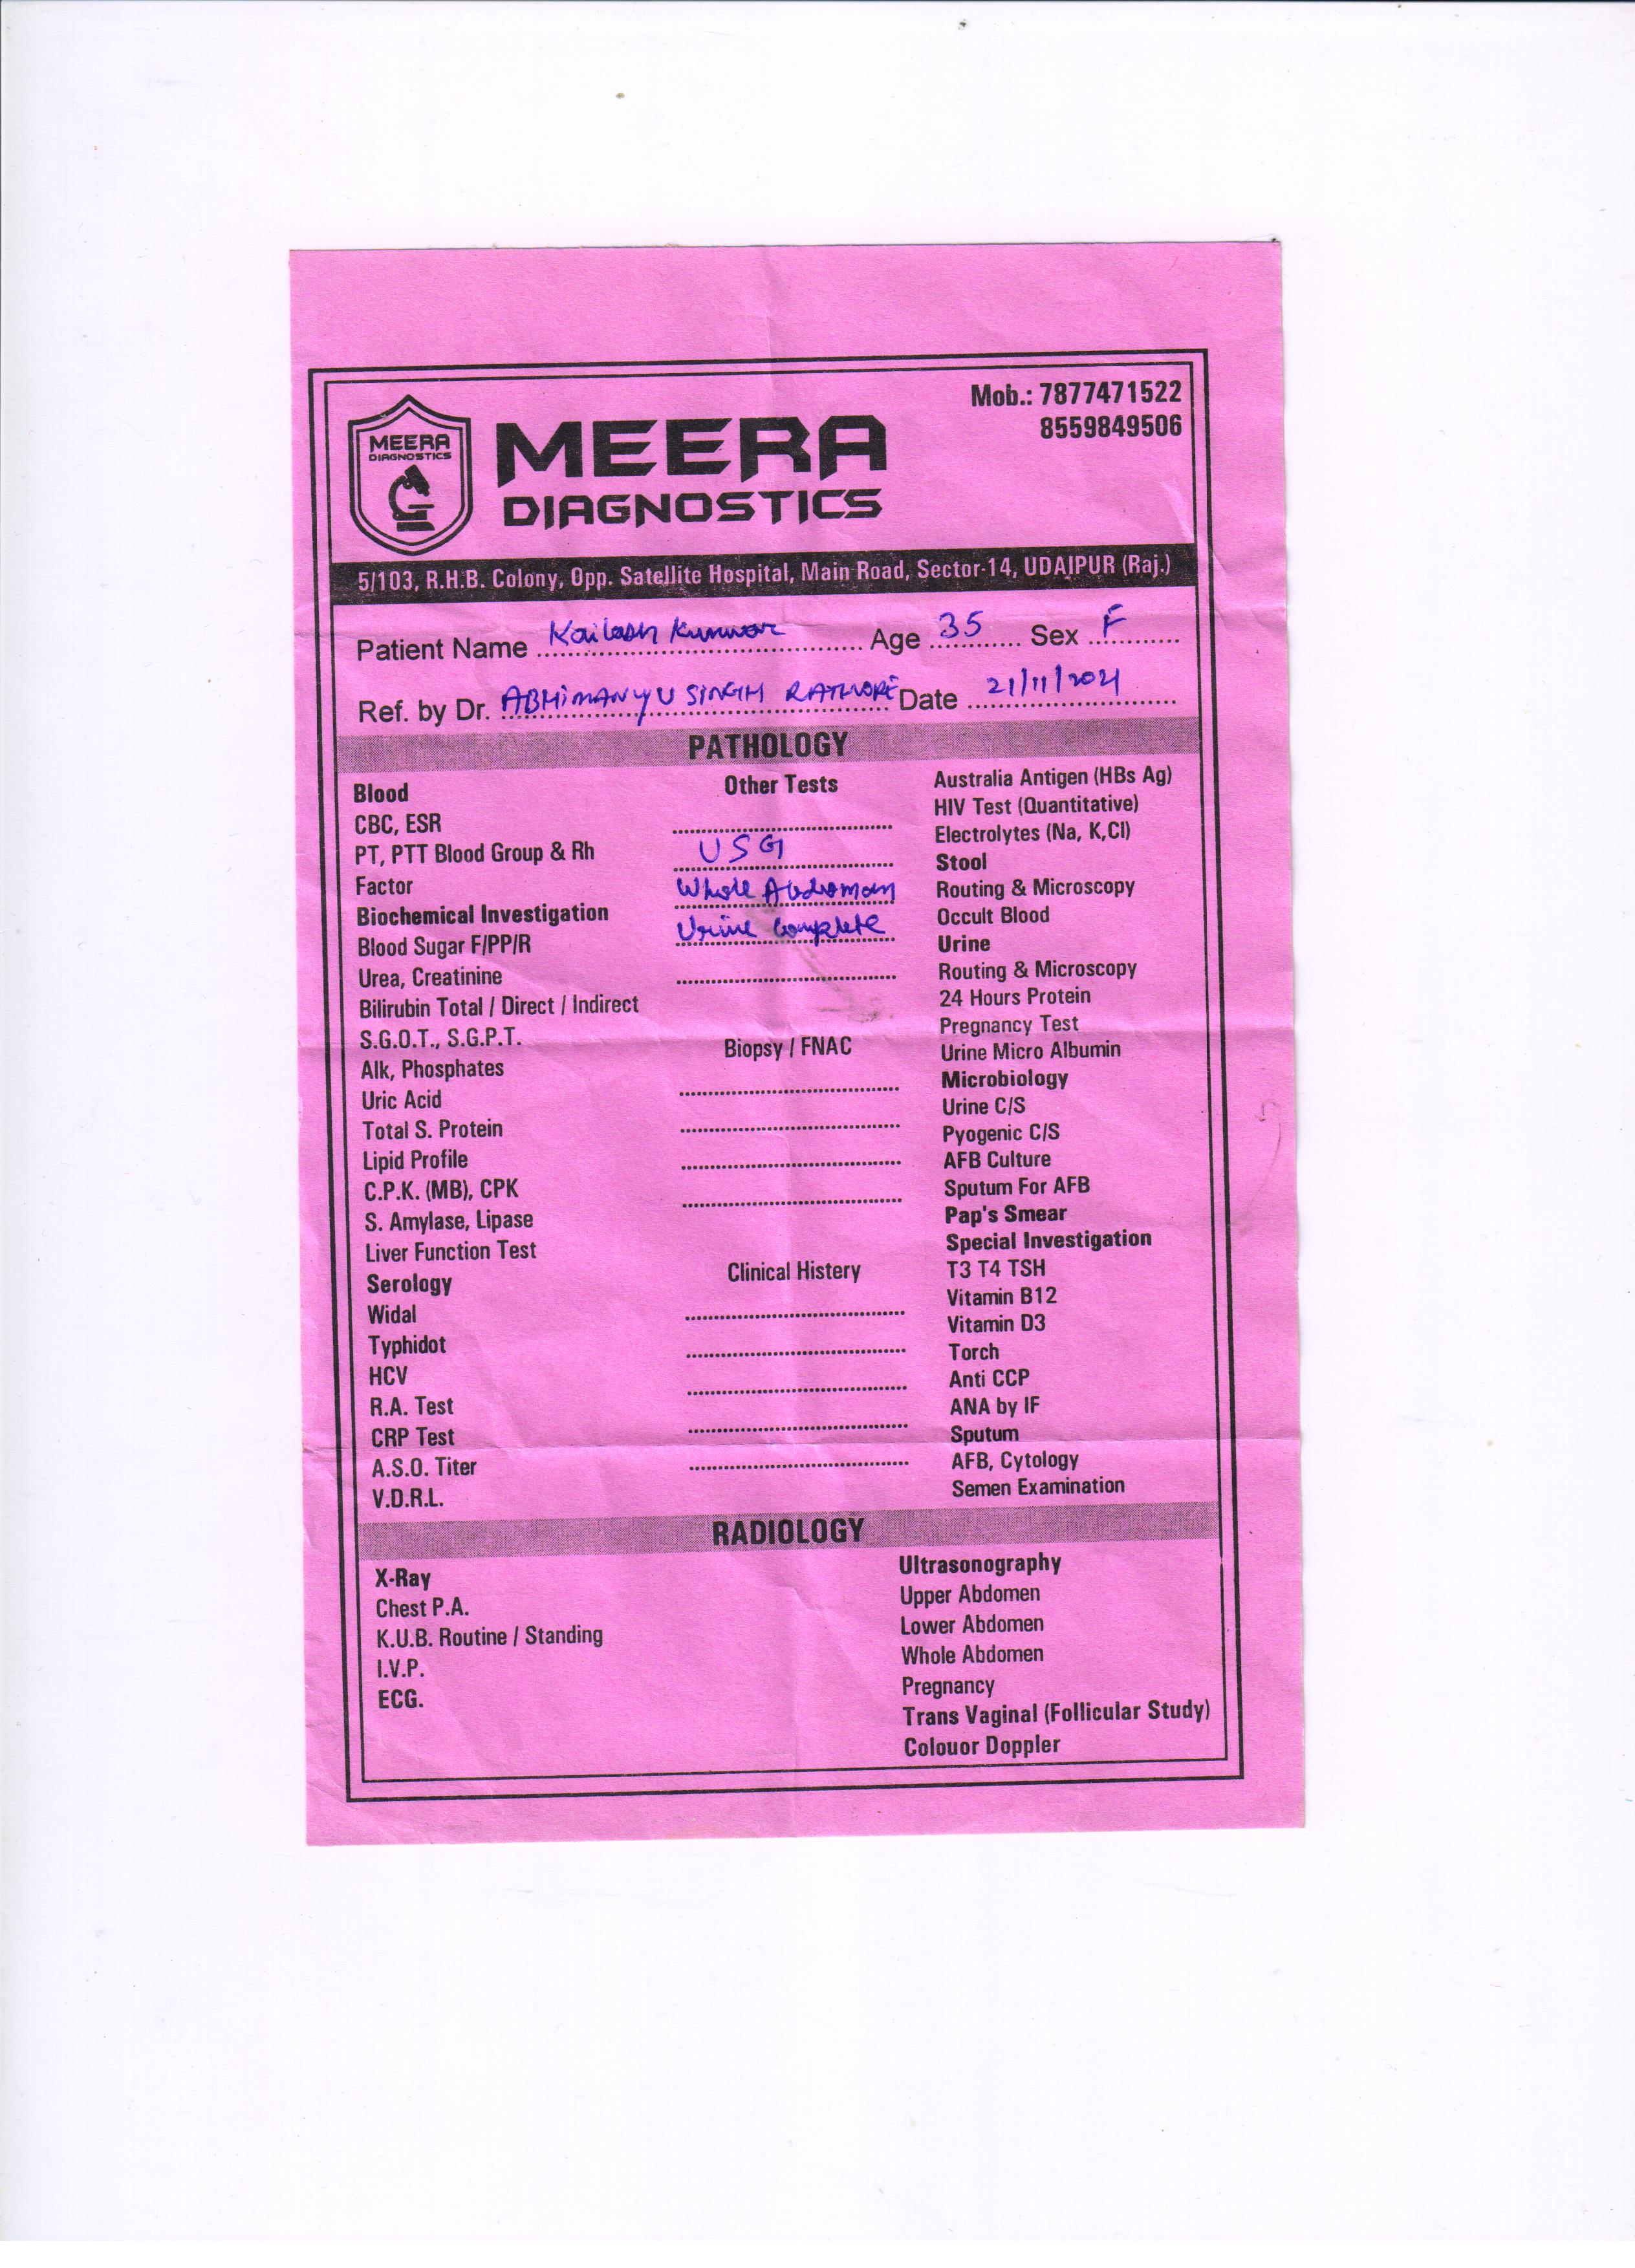 Mob.: 7877471522
8559849506
MEERA
DIAGNOSTICS
MEERA
DIAGNOSTICS
5/103, R.H.B. Colony, Opp. Satellite Hospital, Main Road, Sector-14, UDAIPUR (Raj.)
Patient Name Kailash Kunwar Age 35 Sex F
Ref. by Dr. ABHIMANYU SINGH RATHORE Date 21/11/2021
PATHOLOGY
Blood
CBC, ESR
PT, PTT Blood Group & Rh
Factor
Biochemical Investigation
Blood Sugar F/PP/R
Urea, Creatinine
Bilirubin Total / Direct / Indirect
S.G.O.T., S.G.P.T.
Alk, Phosphates
Uric Acid
Total S. Protein
Lipid Profile
C.P.K. (MB), CPK
S. Amylase, Lipase
Liver Function Test
Serology
Widal
Typhidot
HCV
R.A. Test
CRP Test
A.S.O. Titer
V.D.R.L.
Other Tests
USG
Whole Abdoman
Urine Complete
Biopsy / FNAC
Clinical Histery
Australia Antigen (HBs Ag)
HIV Test (Quantitative)
Electrolytes (Na, K,Cl)
Stool
Routing & Microscopy
Occult Blood
Urine
Routing & Microscopy
24 Hours Protein
Pregnancy Test
Urine Micro Albumin
Microbiology
Urine C/S
Pyogenic C/S
AFB Culture
Sputum For AFB
Pap's Smear
Special Investigation
T3 T4 TSH
Vitamin B12
Vitamin D3
Torch
Anti CCP
ANA by IF
Sputum
AFB, Cytology
Semen Examination
RADIOLOGY
X-Ray
Chest P.A.
K.U.B. Routine / Standing
I.V.P.
ECG.
Ultrasonography
Upper Abdomen
Lower Abdomen
Whole Abdomen
Pregnancy
Trans Vaginal (Follicular Study)
Colouor Doppler